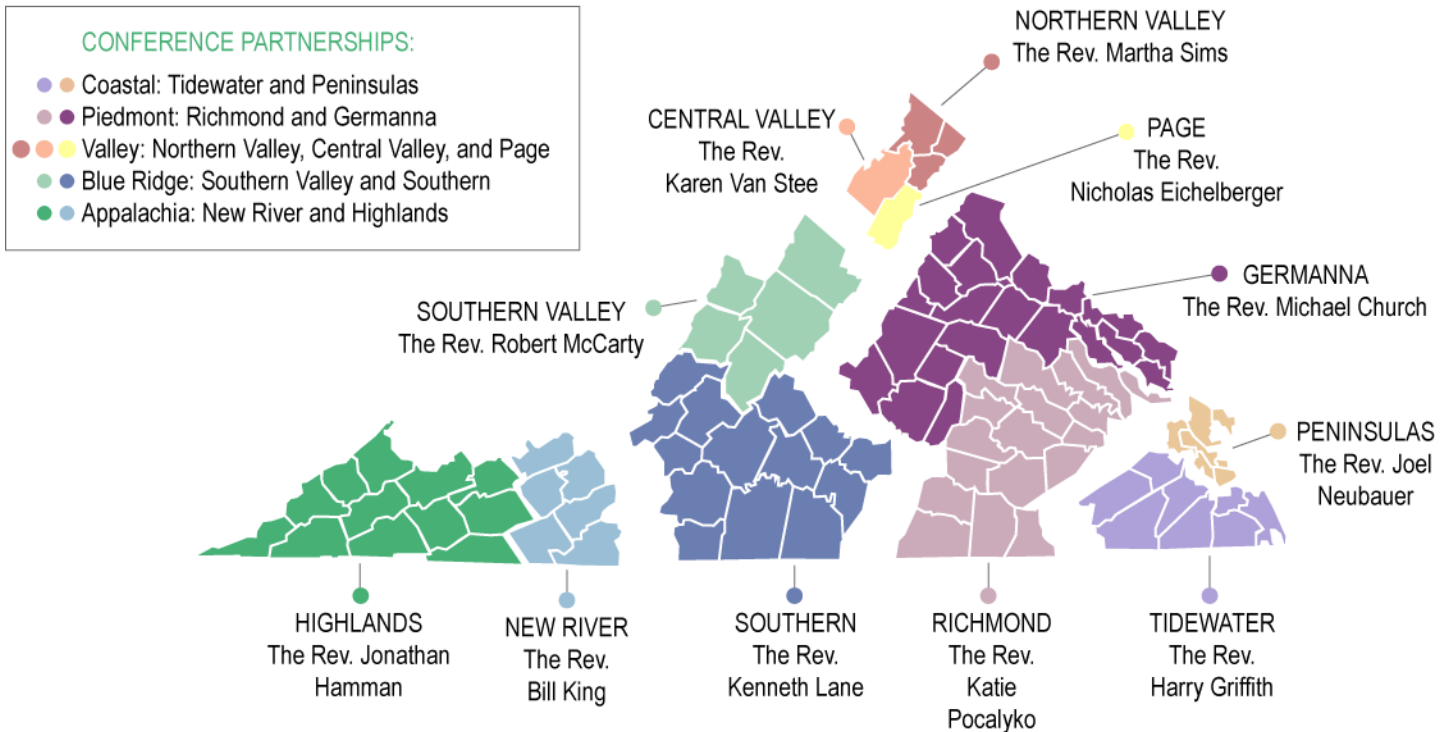 CONFERENCE PARTNERSHIPS:
Coastal: Tidewater and Peninsulas
Piedmont: Richmond and Germanna
Valley: Northern Valley, Central Valley, and Page
Blue Ridge: Southern Valley and Southern
Appalachia: New River and Highlands
NORTHERN VALLEY
The Rev. Martha Sims
CENTRAL VALLEY
The Rev.
Karen Van Stee
PAGE
The Rev.
Nicholas Eichelberger
GERMANNA
The Rev. Michael Church
SOUTHERN VALLEY
The Rev. Robert McCarty
PENINSULAS
The Rev. Joel
Neubauer
HIGHLANDS
The Rev. Jonathan
Hamman
NEW RIVER
The Rev.
Bill King
SOUTHERN
The Rev.
Kenneth Lane
RICHMOND
The Rev.
Katie
Pocalyko
TIDEWATER
The Rev.
Harry Griffith